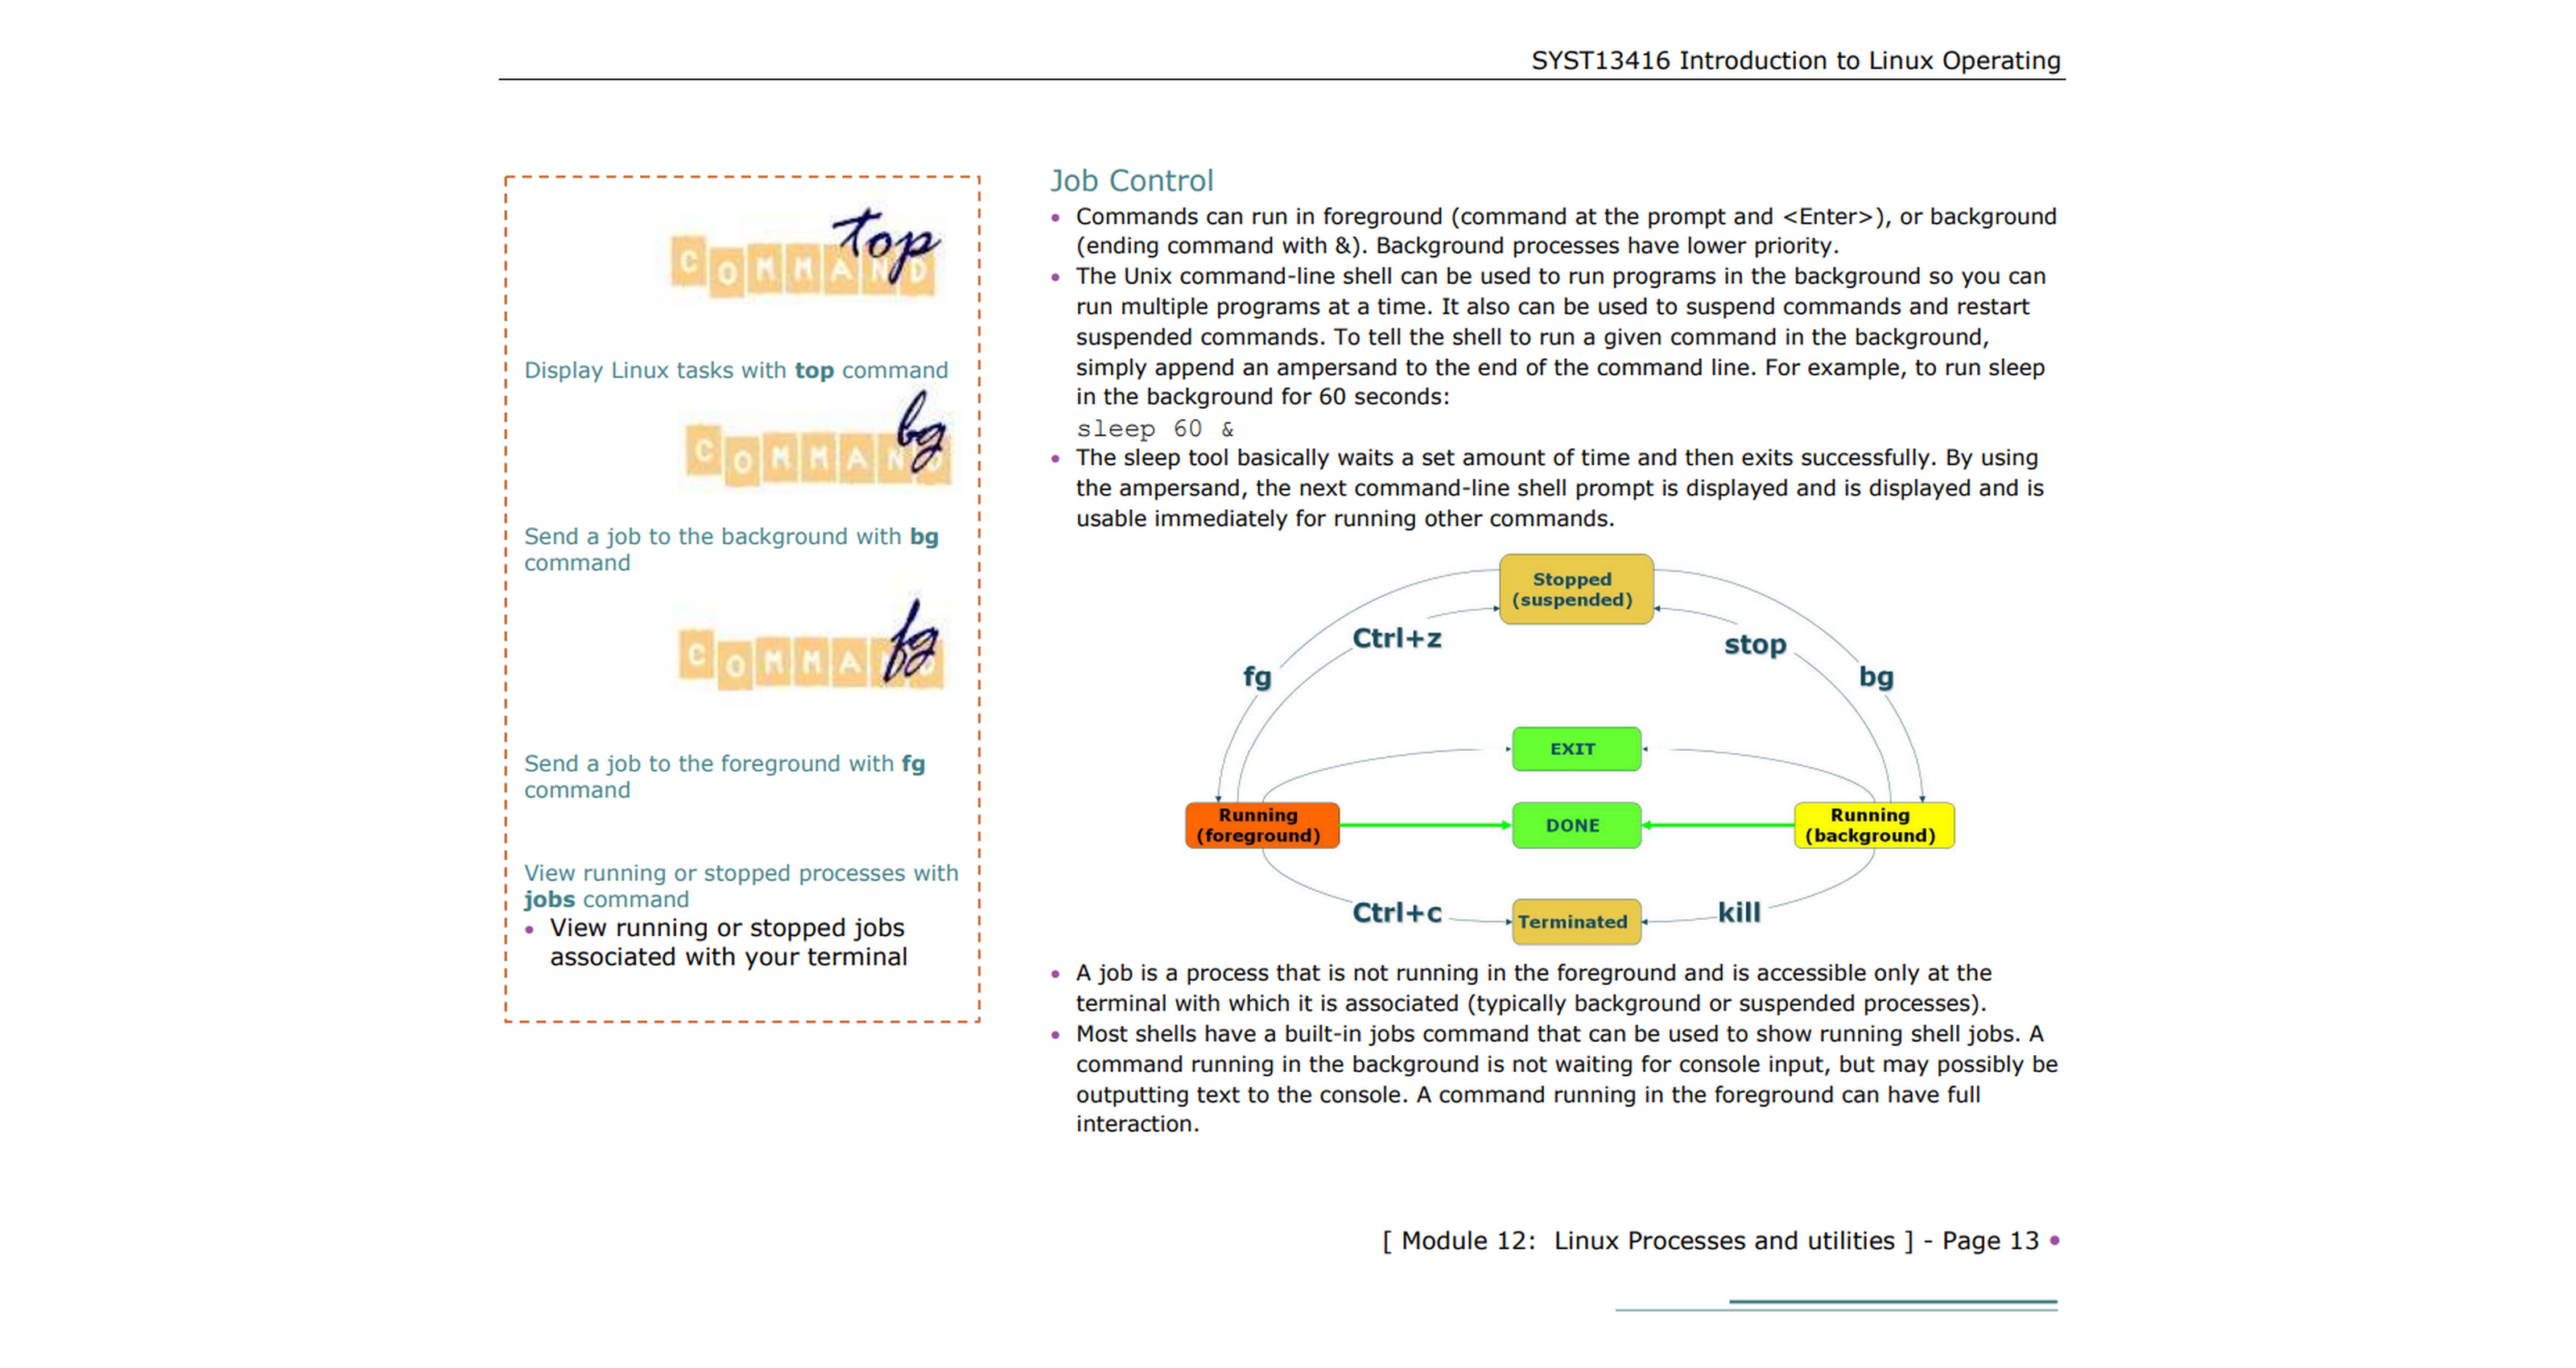 SYST13416 Introduction to Linux Operating
COMMAND top
Display Linux tasks with top command
COMMAND bg
Send a job to the background with bg
command
COMMAND fg
Send a job to the foreground with fg
command
View running or stopped processes with
jobs command
• View running or stopped jobs
associated with your terminal
Job Control
• Commands can run in foreground (command at the prompt and <Enter>), or background
(ending command with &). Background processes have lower priority.
• The Unix command-line shell can be used to run programs in the background so you can
run multiple programs at a time. It also can be used to suspend commands and restart
suspended commands. To tell the shell to run a given command in the background,
simply append an ampersand to the end of the command line. For example, to run sleep
in the background for 60 seconds:
sleep 60 &
• The sleep tool basically waits a set amount of time and then exits successfully. By using
the ampersand, the next command-line shell prompt is displayed and is displayed and is
usable immediately for running other commands.
Stopped
(suspended)
Ctrl+z
stop
fg
bg
EXIT
Running
(foreground)
DONE
Running
(background)
Ctrl+c
Terminated
kill
• A job is a process that is not running in the foreground and is accessible only at the
terminal with which it is associated (typically background or suspended processes).
• Most shells have a built-in jobs command that can be used to show running shell jobs. A
command running in the background is not waiting for console input, but may possibly be
outputting text to the console. A command running in the foreground can have full
interaction.
[ Module 12: Linux Processes and utilities ] - Page 13 •